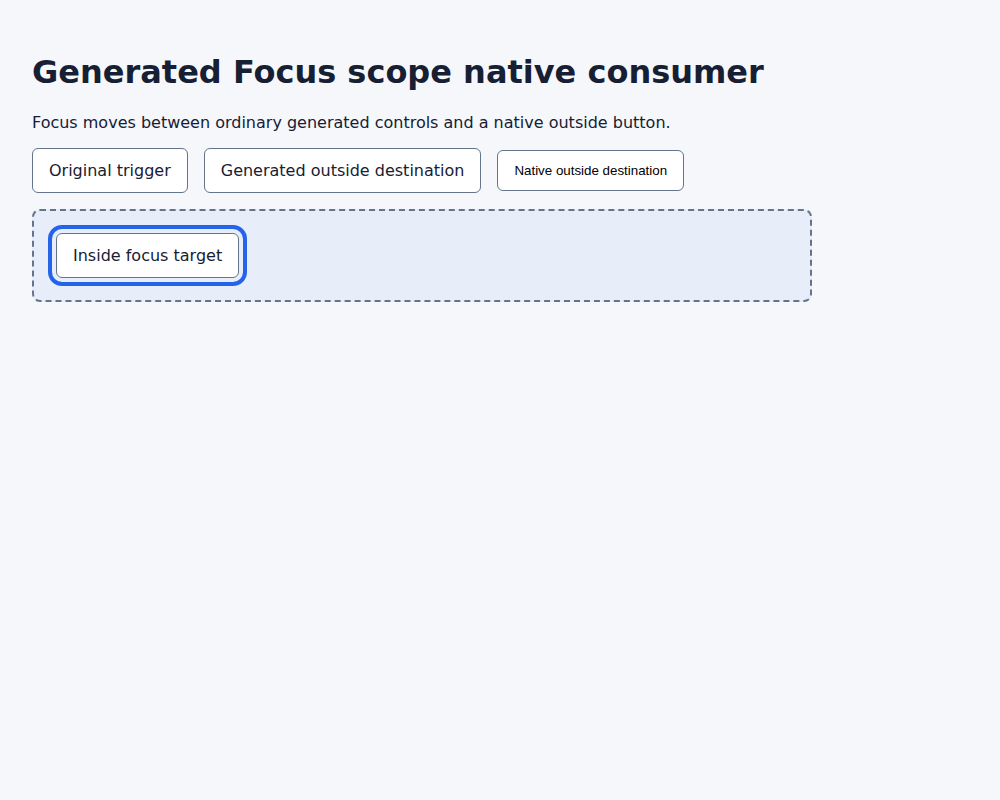 Generated Focus scope native consumer
Focus moves between ordinary generated controls and a native outside button.
Original trigger
Generated outside destination
Native outside destination
Inside focus target